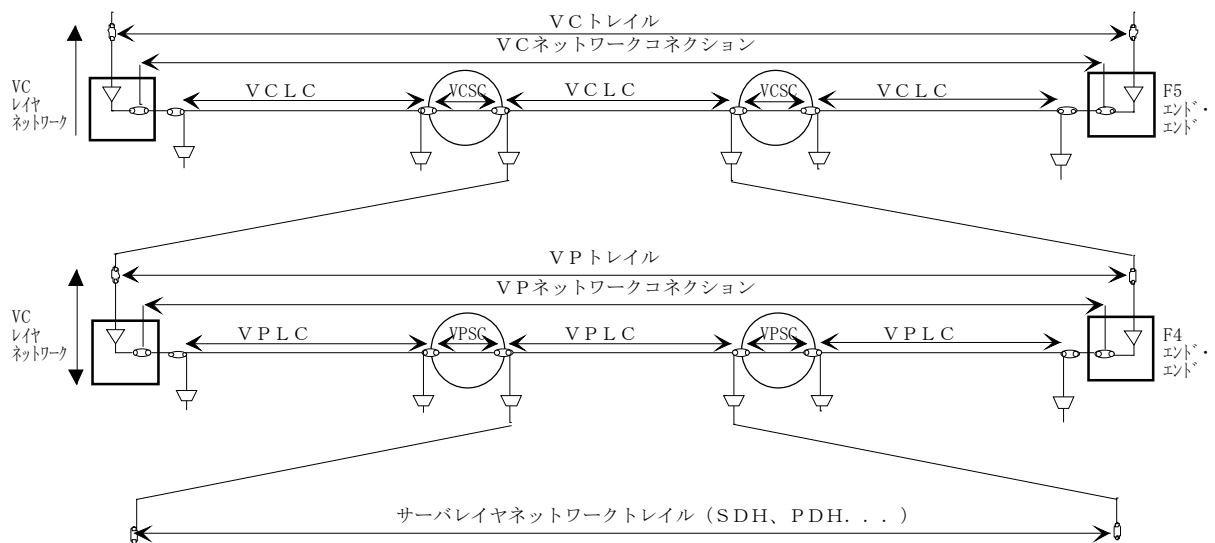 ＶＣトレイル
ＶＣネットワークコネクション
VC
レイヤ
ネットワーク
ＶＣＬＣ
VCSC
ＶＣＬＣ
VCSC
ＶＣＬＣ
F5
エンド・
エンド
ＶＰトレイル
ＶＰネットワークコネクション
VC
レイヤ
ネットワーク
ＶＰＬＣ
VPSC
ＶＰＬＣ
VPSC
ＶＰＬＣ
F4
エンド・
エンド
サーバレイヤネットワークトレイル（ＳＤＨ、ＰＤＨ．．．）